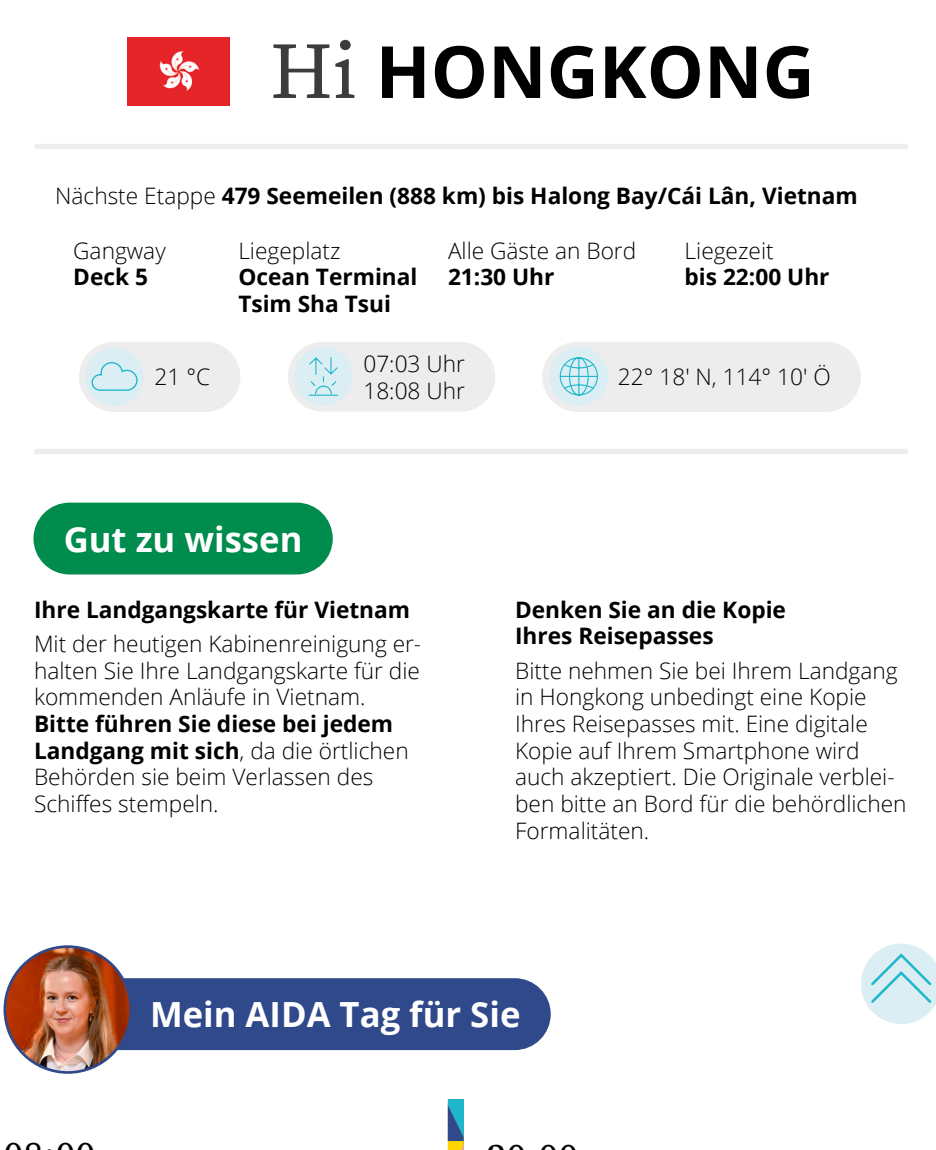 Hi HONGKONG
Nächste Etappe 479 Seemeilen (888 km) bis Halong Bay/Cái Lân, Vietnam
Gangway
Deck 5
Liegeplatz
Ocean Terminal
Tsim Sha Tsui
Alle Gäste an Bord
21:30 Uhr
Liegezeit
bis 22:00 Uhr
21 °C
07:03 Uhr
18:08 Uhr
22° 18' N, 114° 10' Ö
Gut zu wissen
Ihre Landgangskarte für Vietnam
Mit der heutigen Kabinenreinigung er-
halten Sie Ihre Landgangskarte für die
kommenden Anläufe in Vietnam.
Bitte führen Sie diese bei jedem
Landgang mit sich, da die örtlichen
Behörden sie beim Verlassen des
Schiffes stempeln.
Denken Sie an die Kopie
Ihres Reisepasses
Bitte nehmen Sie bei Ihrem Landgang
in Hongkong unbedingt eine Kopie
Ihres Reisepasses mit. Eine digitale
Kopie auf Ihrem Smartphone wird
auch akzeptiert. Die Originale verblei-
ben bitte an Bord für die behördlichen
Formalitäten.
Mein AIDA Tag für Sie